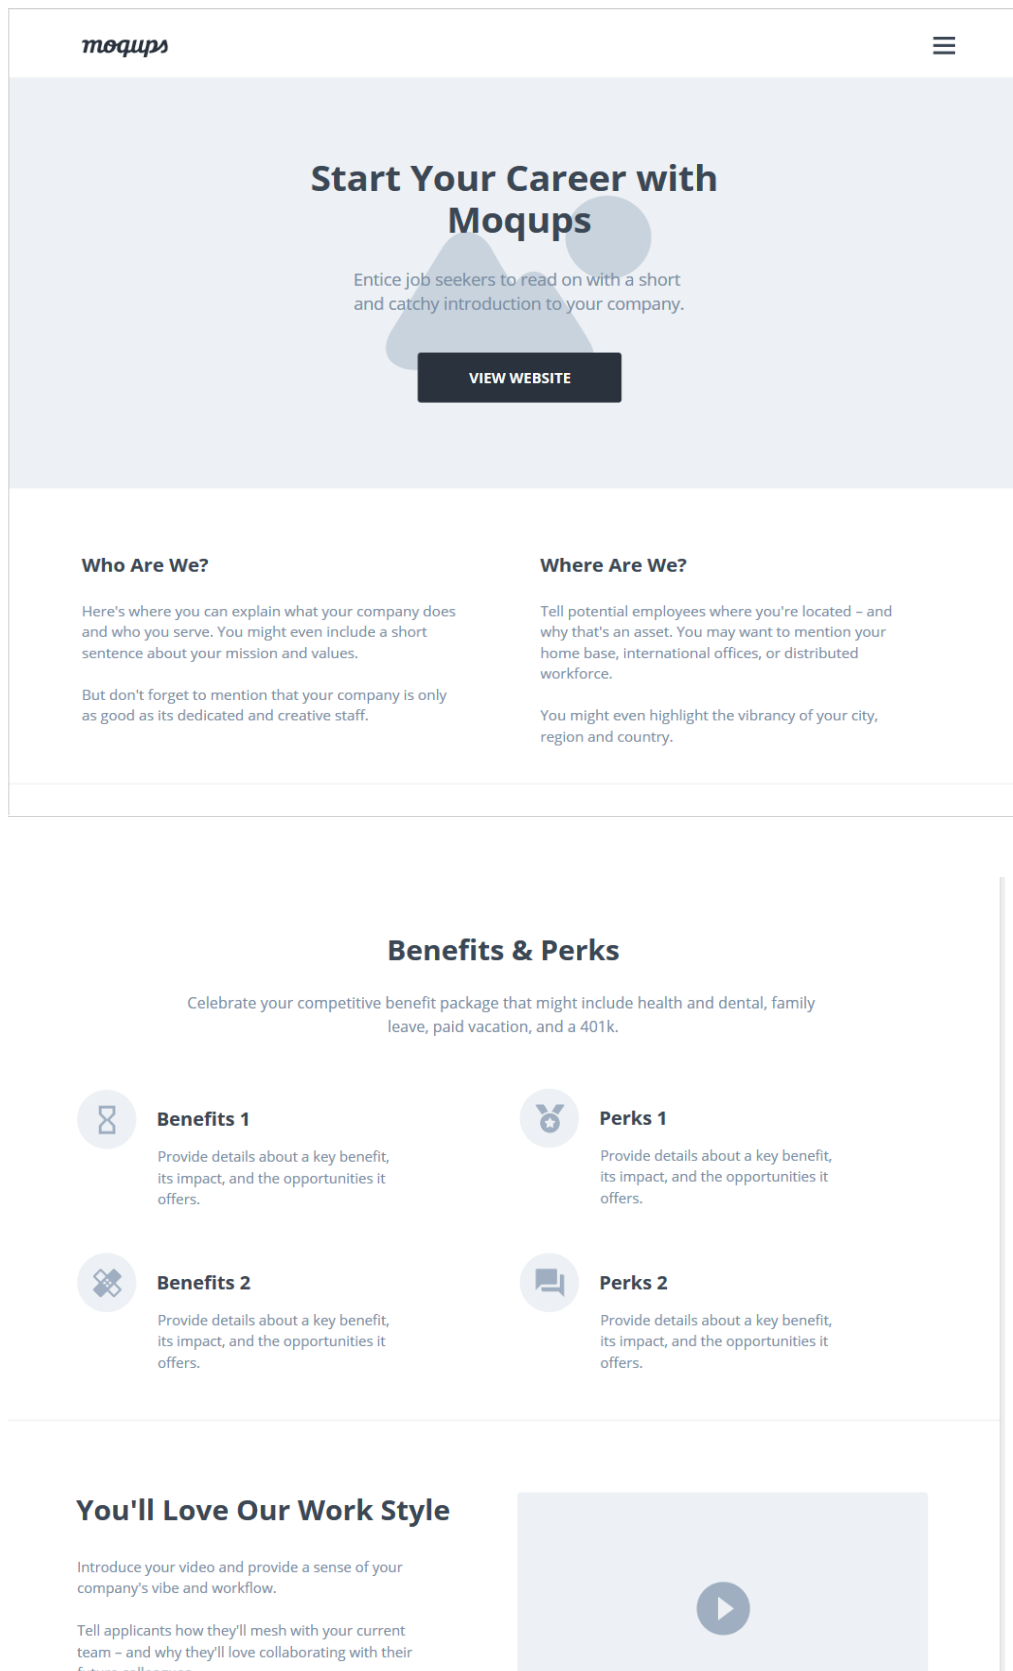 moqups
Start Your Career with
Moqups
Entice job seekers to read on with a short
and catchy introduction to your company.
VIEW WEBSITE
Who Are We?
Here's where you can explain what your company does
and who you serve. You might even include a short
sentence about your mission and values.
But don't forget to mention that your company is only
as good as its dedicated and creative staff.
Where Are We?
Tell potential employees where you're located – and
why that's an asset. You may want to mention your
home base, international offices, or distributed
workforce.
You might even highlight the vibrancy of your city,
region and country.
Benefits & Perks
Celebrate your competitive benefit package that might include health and dental, family
leave, paid vacation, and a 401k.
Benefits 1
Provide details about a key benefit,
its impact, and the opportunities it
offers.
Perks 1
Provide details about a key benefit,
its impact, and the opportunities it
offers.
Benefits 2
Provide details about a key benefit,
its impact, and the opportunities it
offers.
Perks 2
Provide details about a key benefit,
its impact, and the opportunities it
offers.
You'll Love Our Work Style
Introduce your video and provide a sense of your
company's vibe and workflow.
Tell applicants how they'll mesh with your current
team – and why they'll love collaborating with their